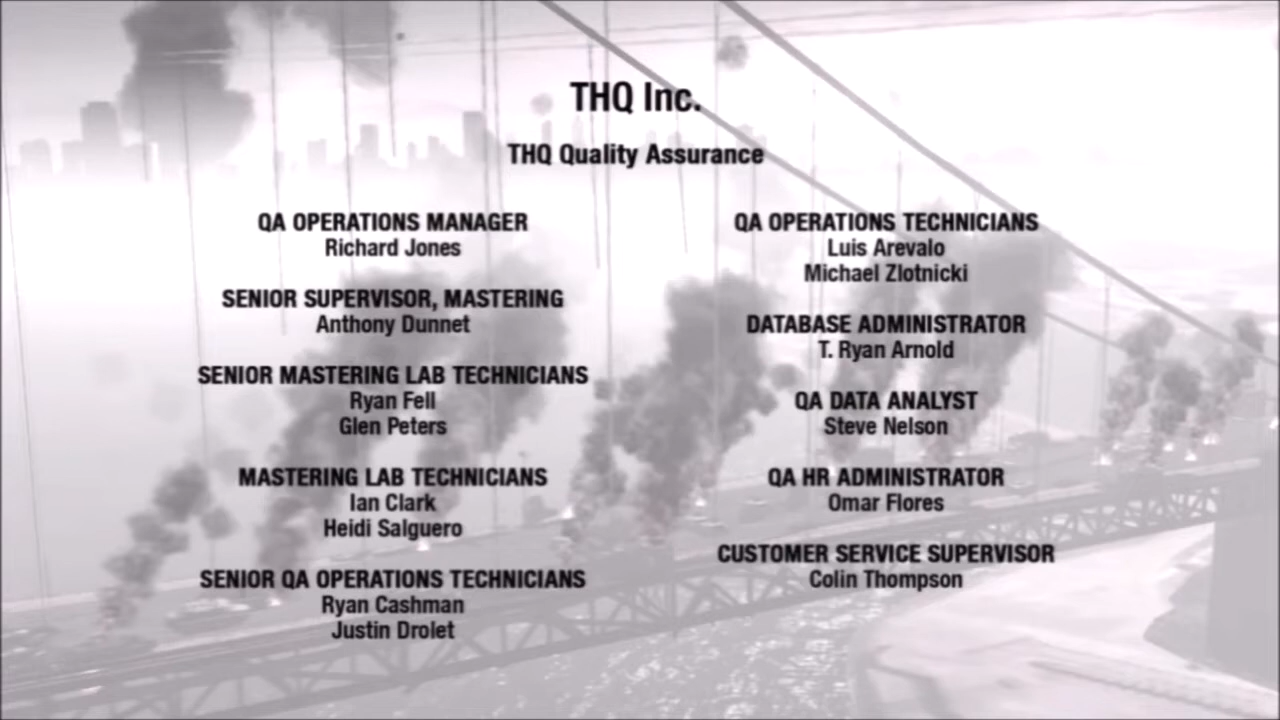 THQ Inc.
THQ Quality Assurance
QA OPERATIONS MANAGER
Richard Jones
SENIOR SUPERVISOR, MASTERING
Anthony Dunnet
SENIOR MASTERING LAB TECHNICIANS
Ryan Fell
Glen Peters
MASTERING LAB TECHNICIANS
Ian Clark
Heidi Salguero
SENIOR QA OPERATIONS TECHNICIANS
Ryan Cashman
Justin Drolet
QA OPERATIONS TECHNICIANS
Luis Arevalo
Michael Zlotnicki
DATABASE ADMINISTRATOR
T. Ryan Arnold
QA DATA ANALYST
Steve Nelson
QA HR ADMINISTRATOR
Omar Flores
CUSTOMER SERVICE SUPERVISOR
Colin Thompson